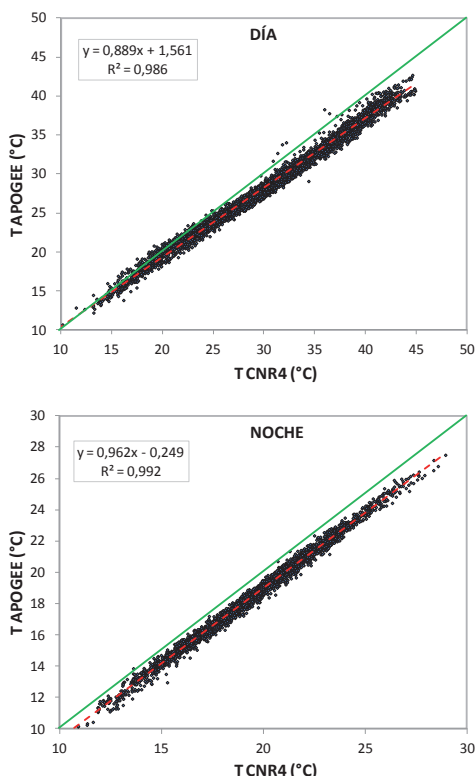 DÍA
y = 0,889x + 1,561
R² = 0,986
T APOGEE (°C)
50
45
40
35
30
25
20
15
10
10 15 20 25 30 35 40 45 50
T CNR4 (°C)
NOCHE
y = 0,962x - 0,249
R² = 0,992
T APOGEE (°C)
30
28
26
24
22
20
18
16
14
12
10
10 15 20 25 30
T CNR4 (°C)